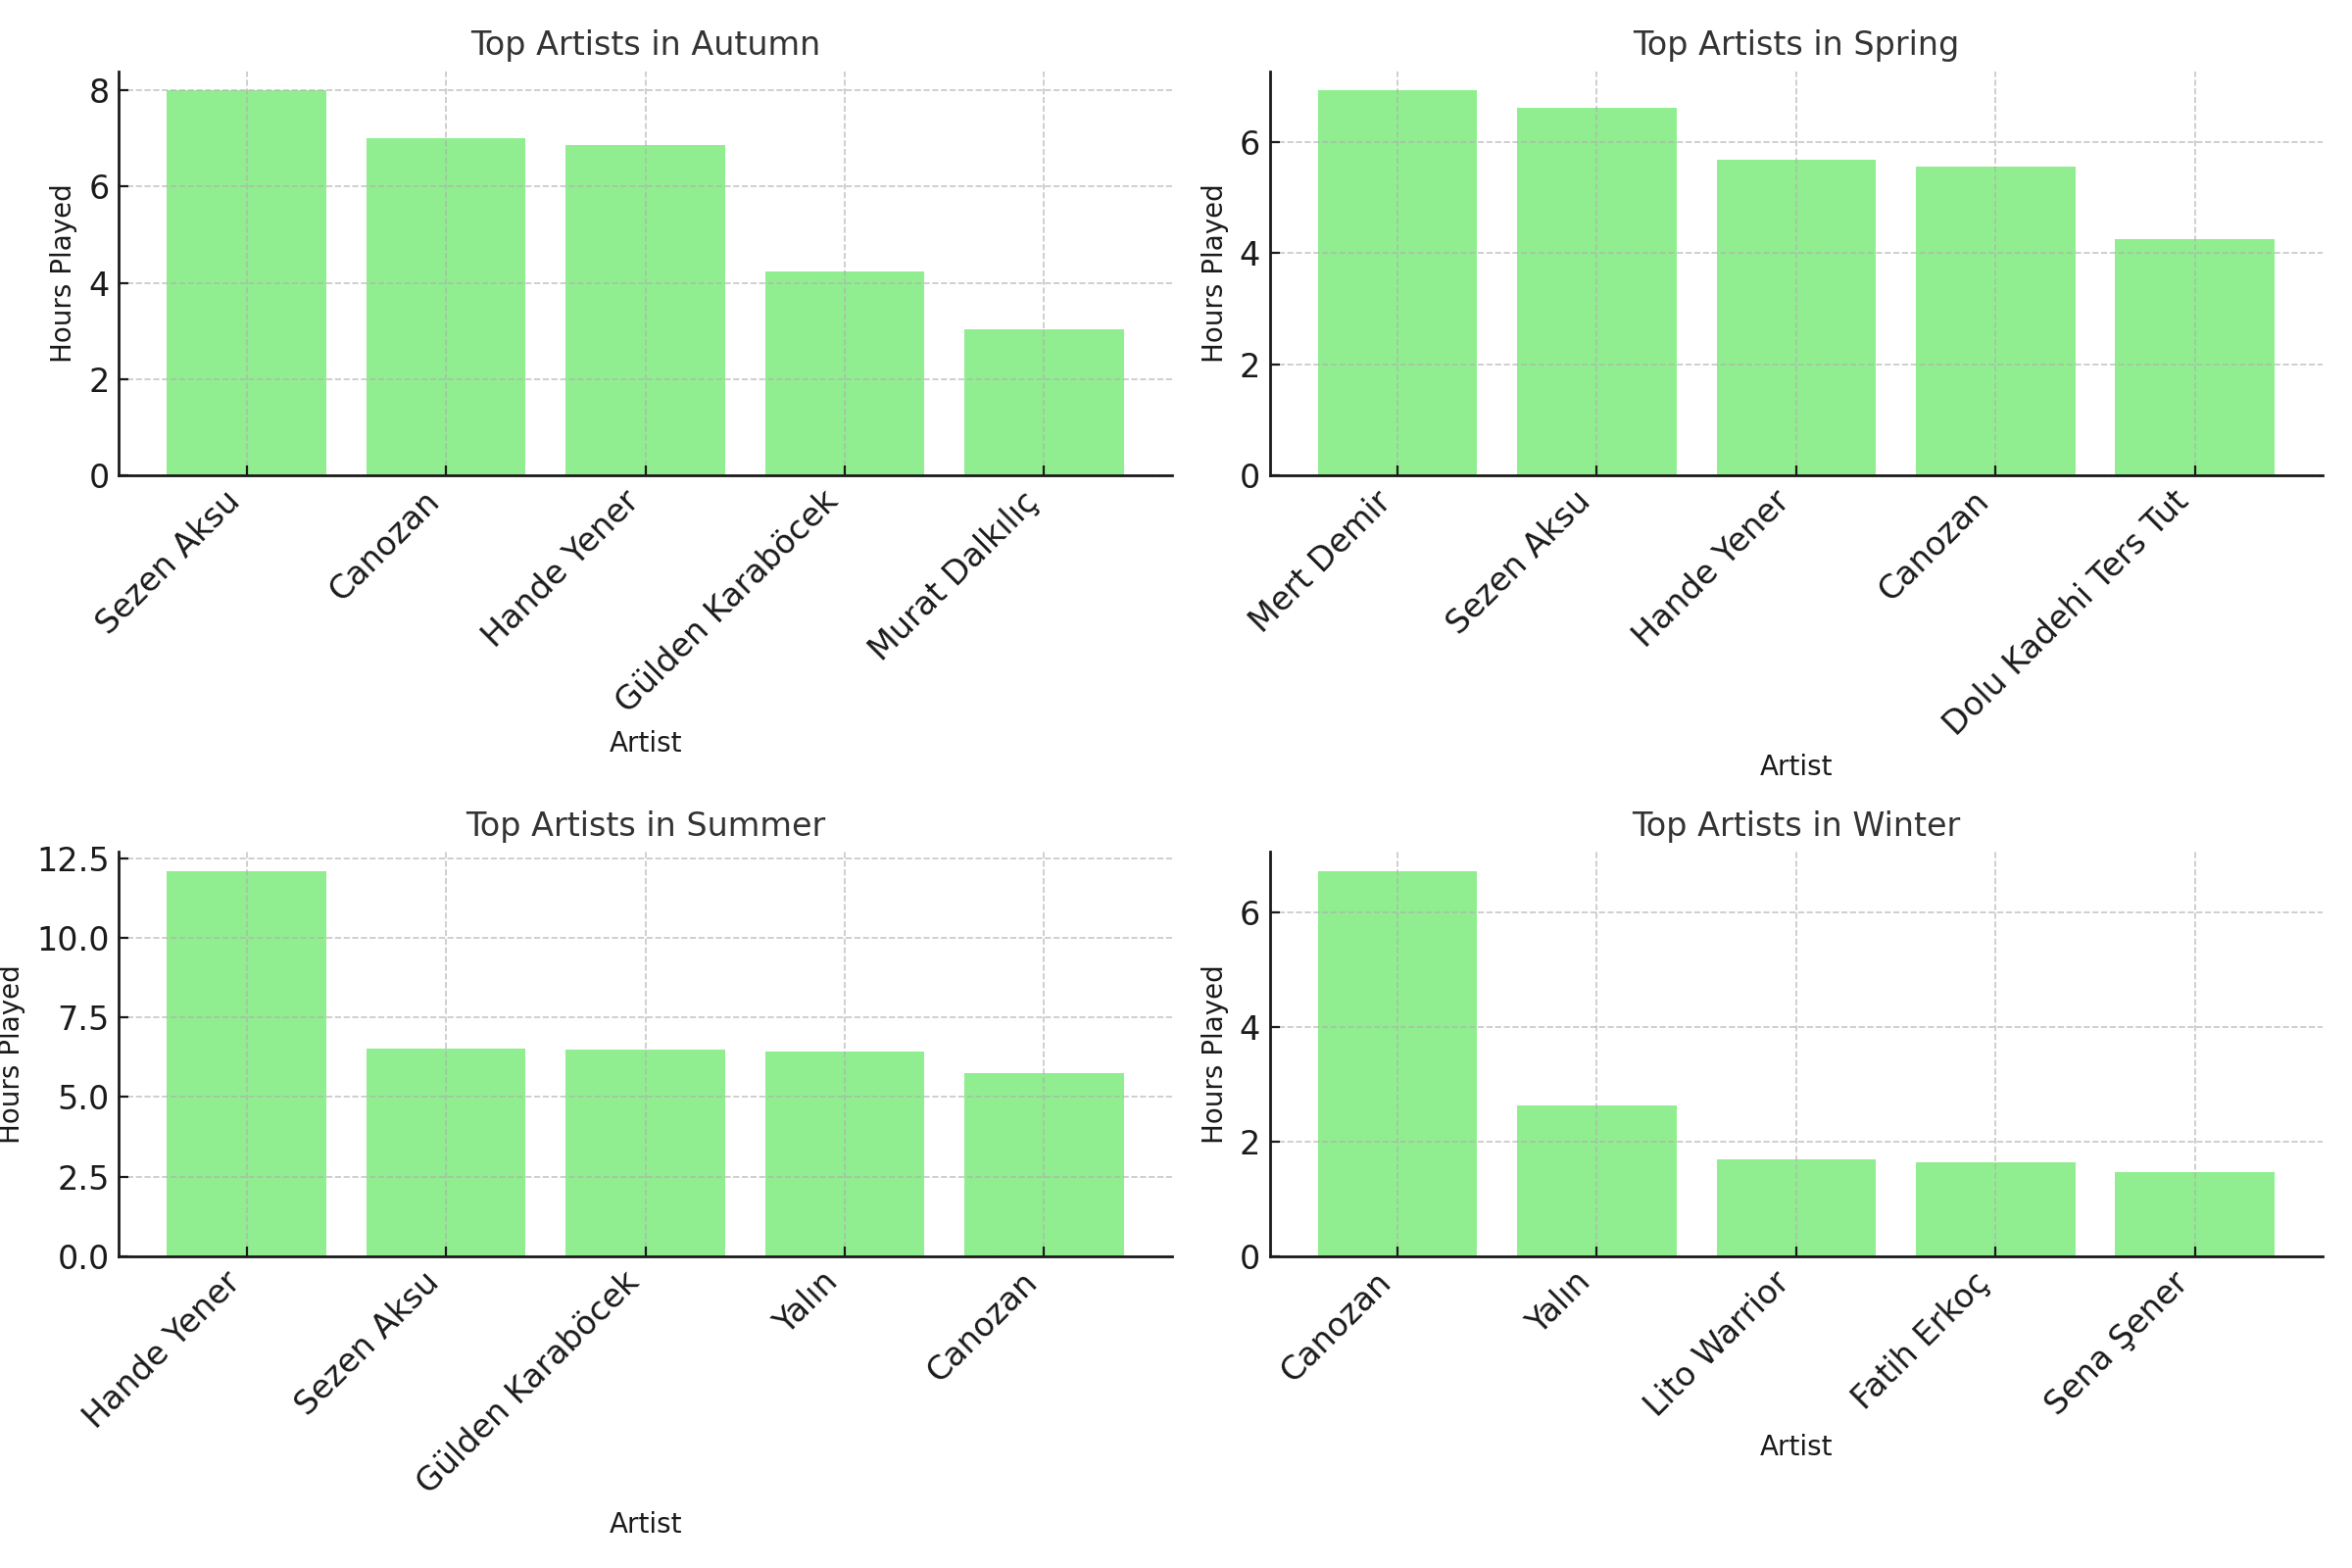 Top Artists in Autumn
Hours Played
8
6
4
2
0
Sezen Aksu
Canozan
Hande Yener
Gülden Karaböcek
Murat Dalkılıç
Artist
Top Artists in Spring
Hours Played
6
4
2
0
Mert Demir
Sezen Aksu
Hande Yener
Canozan
Dolu Kadehi Ters Tut
Artist
Top Artists in Summer
Hours Played
12.5
10.0
7.5
5.0
2.5
0.0
Hande Yener
Sezen Aksu
Gülden Karaböcek
Yalın
Canozan
Artist
Top Artists in Winter
Hours Played
6
4
2
0
Canozan
Yalın
Lito Warrior
Fatih Erkoç
Sena Şener
Artist